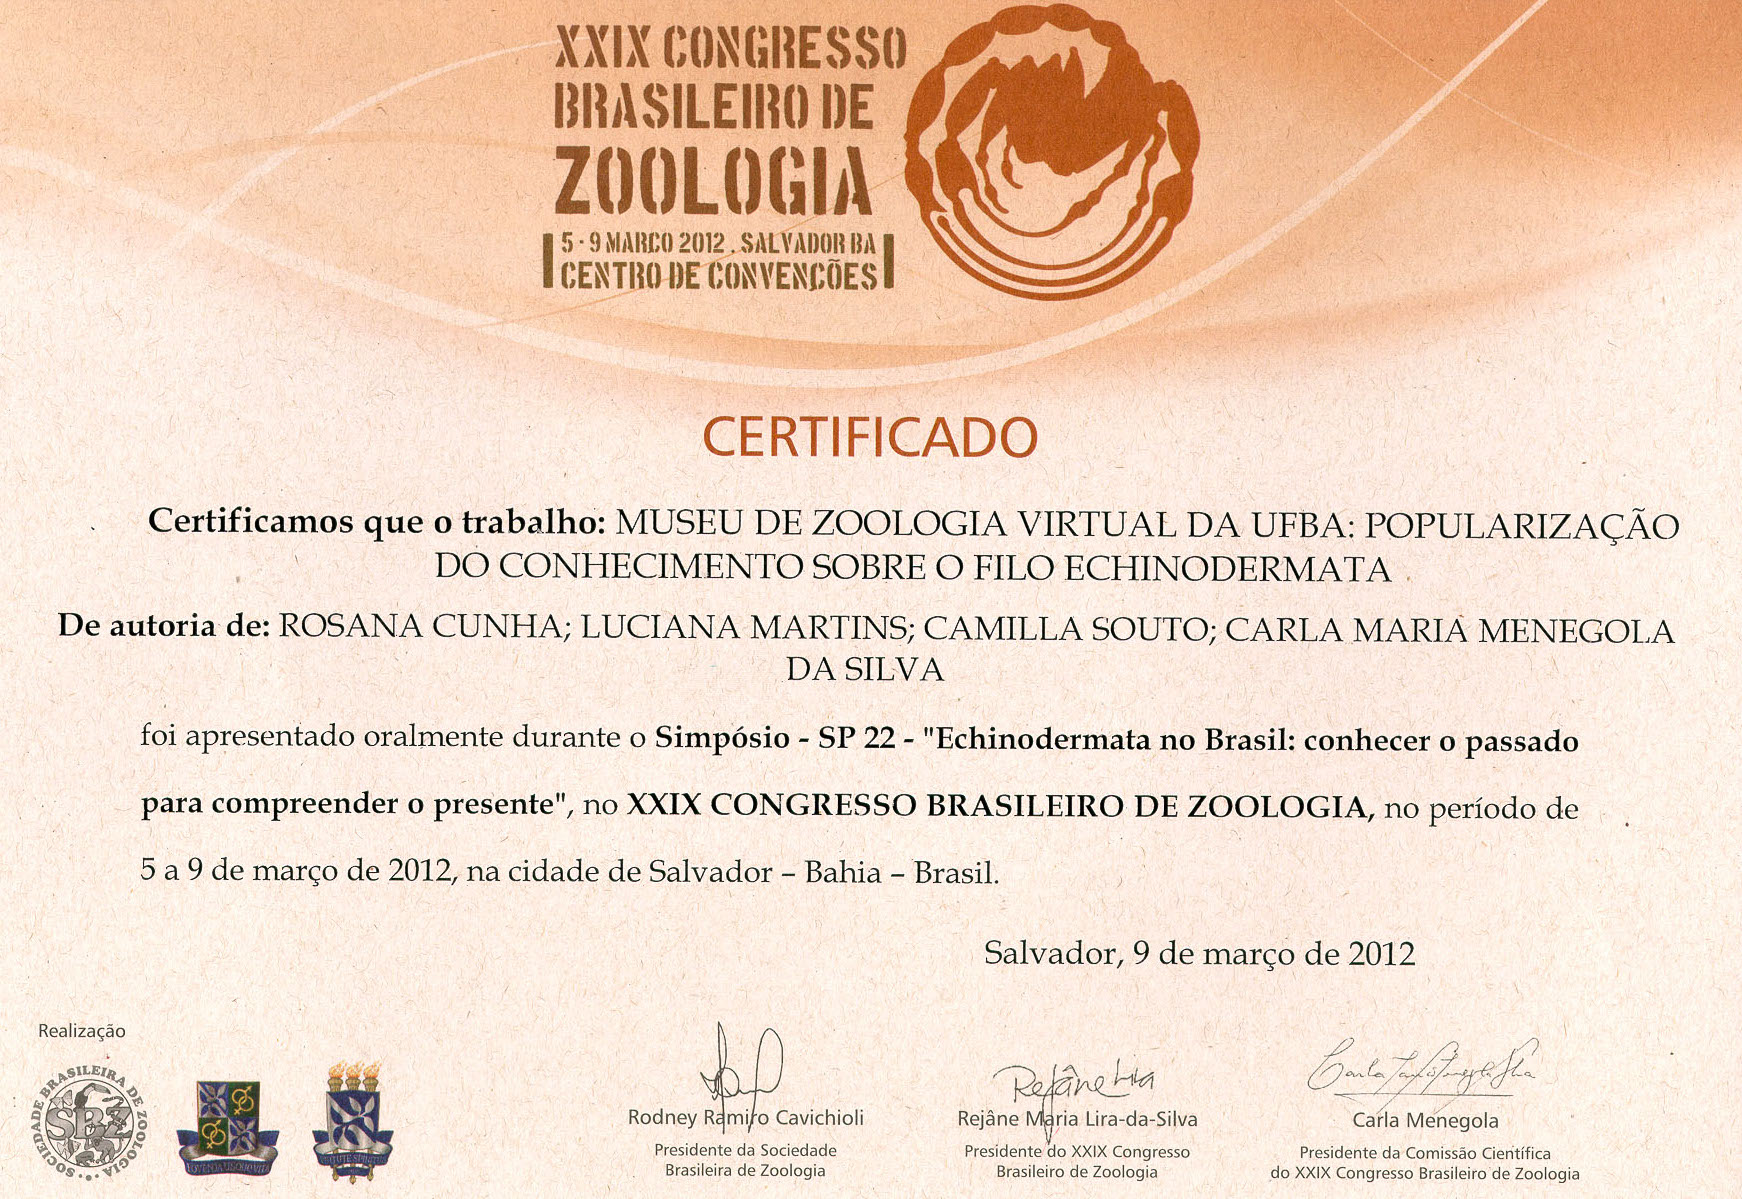 XXIX CONGRESSO
BRASILEIRO DE
ZOOLOGIA
5 - 9 MARCO 2012 . SALVADOR BA
CENTRO DE CONVENÇÕES
CERTIFICADO
Certificamos que o trabalho: MUSEU DE ZOOLOGIA VIRTUAL DA UFBA: POPULARIZAÇÃO
DO CONHECIMENTO SOBRE O FILO ECHINODERMATA
De autoria de: ROSANA CUNHA; LUCIANA MARTINS; CAMILLA SOUTO; CARLA MARIA MENEGOLA
DA SILVA
foi apresentado oralmente durante o Simpósio - SP 22 - "Echinodermata no Brasil: conhecer o passado
para compreender o presente", no XXIX CONGRESSO BRASILEIRO DE ZOOLOGIA, no período de
5 a 9 de março de 2012, na cidade de Salvador – Bahia – Brasil.
Salvador, 9 de março de 2012
Realização
SOCIEDADE BRASILEIRA DE ZOOLOGIA
SBZ
Rejâne Lira
Rodney Ramiro Cavichioli
Presidente da Sociedade
Brasileira de Zoologia
Rejâne Maria Lira-da-Silva
Presidente do XXIX Congresso
Brasileiro de Zoologia
Carla Menegola
Presidente da Comissão Científica
do XXIX Congresso Brasileiro de Zoologia